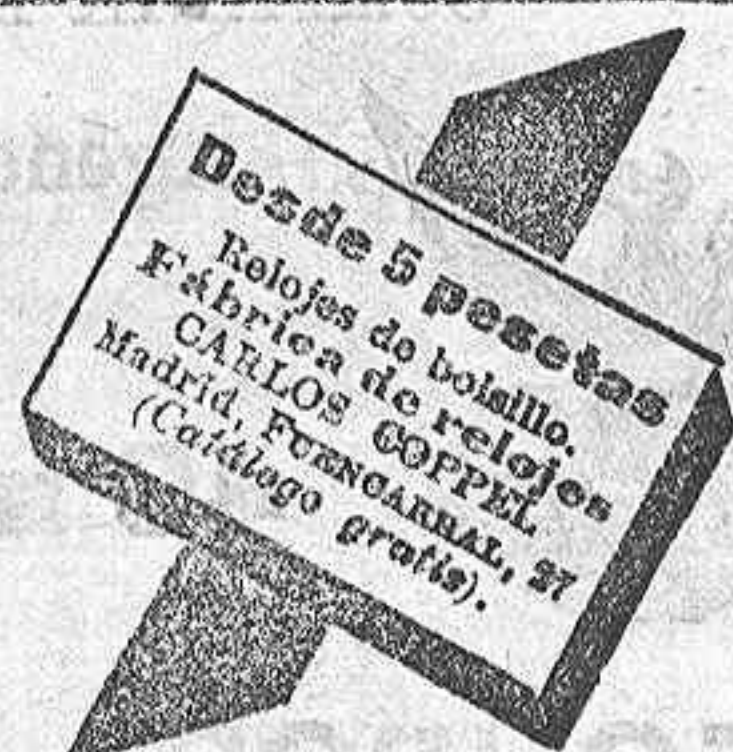 Desde 5 pesetas
Relojes de bolsillo.
Fábrica de relojes
CARLOS COPPEL
Madrid, FUENCARRAL, 27
(Catálogo gratis).